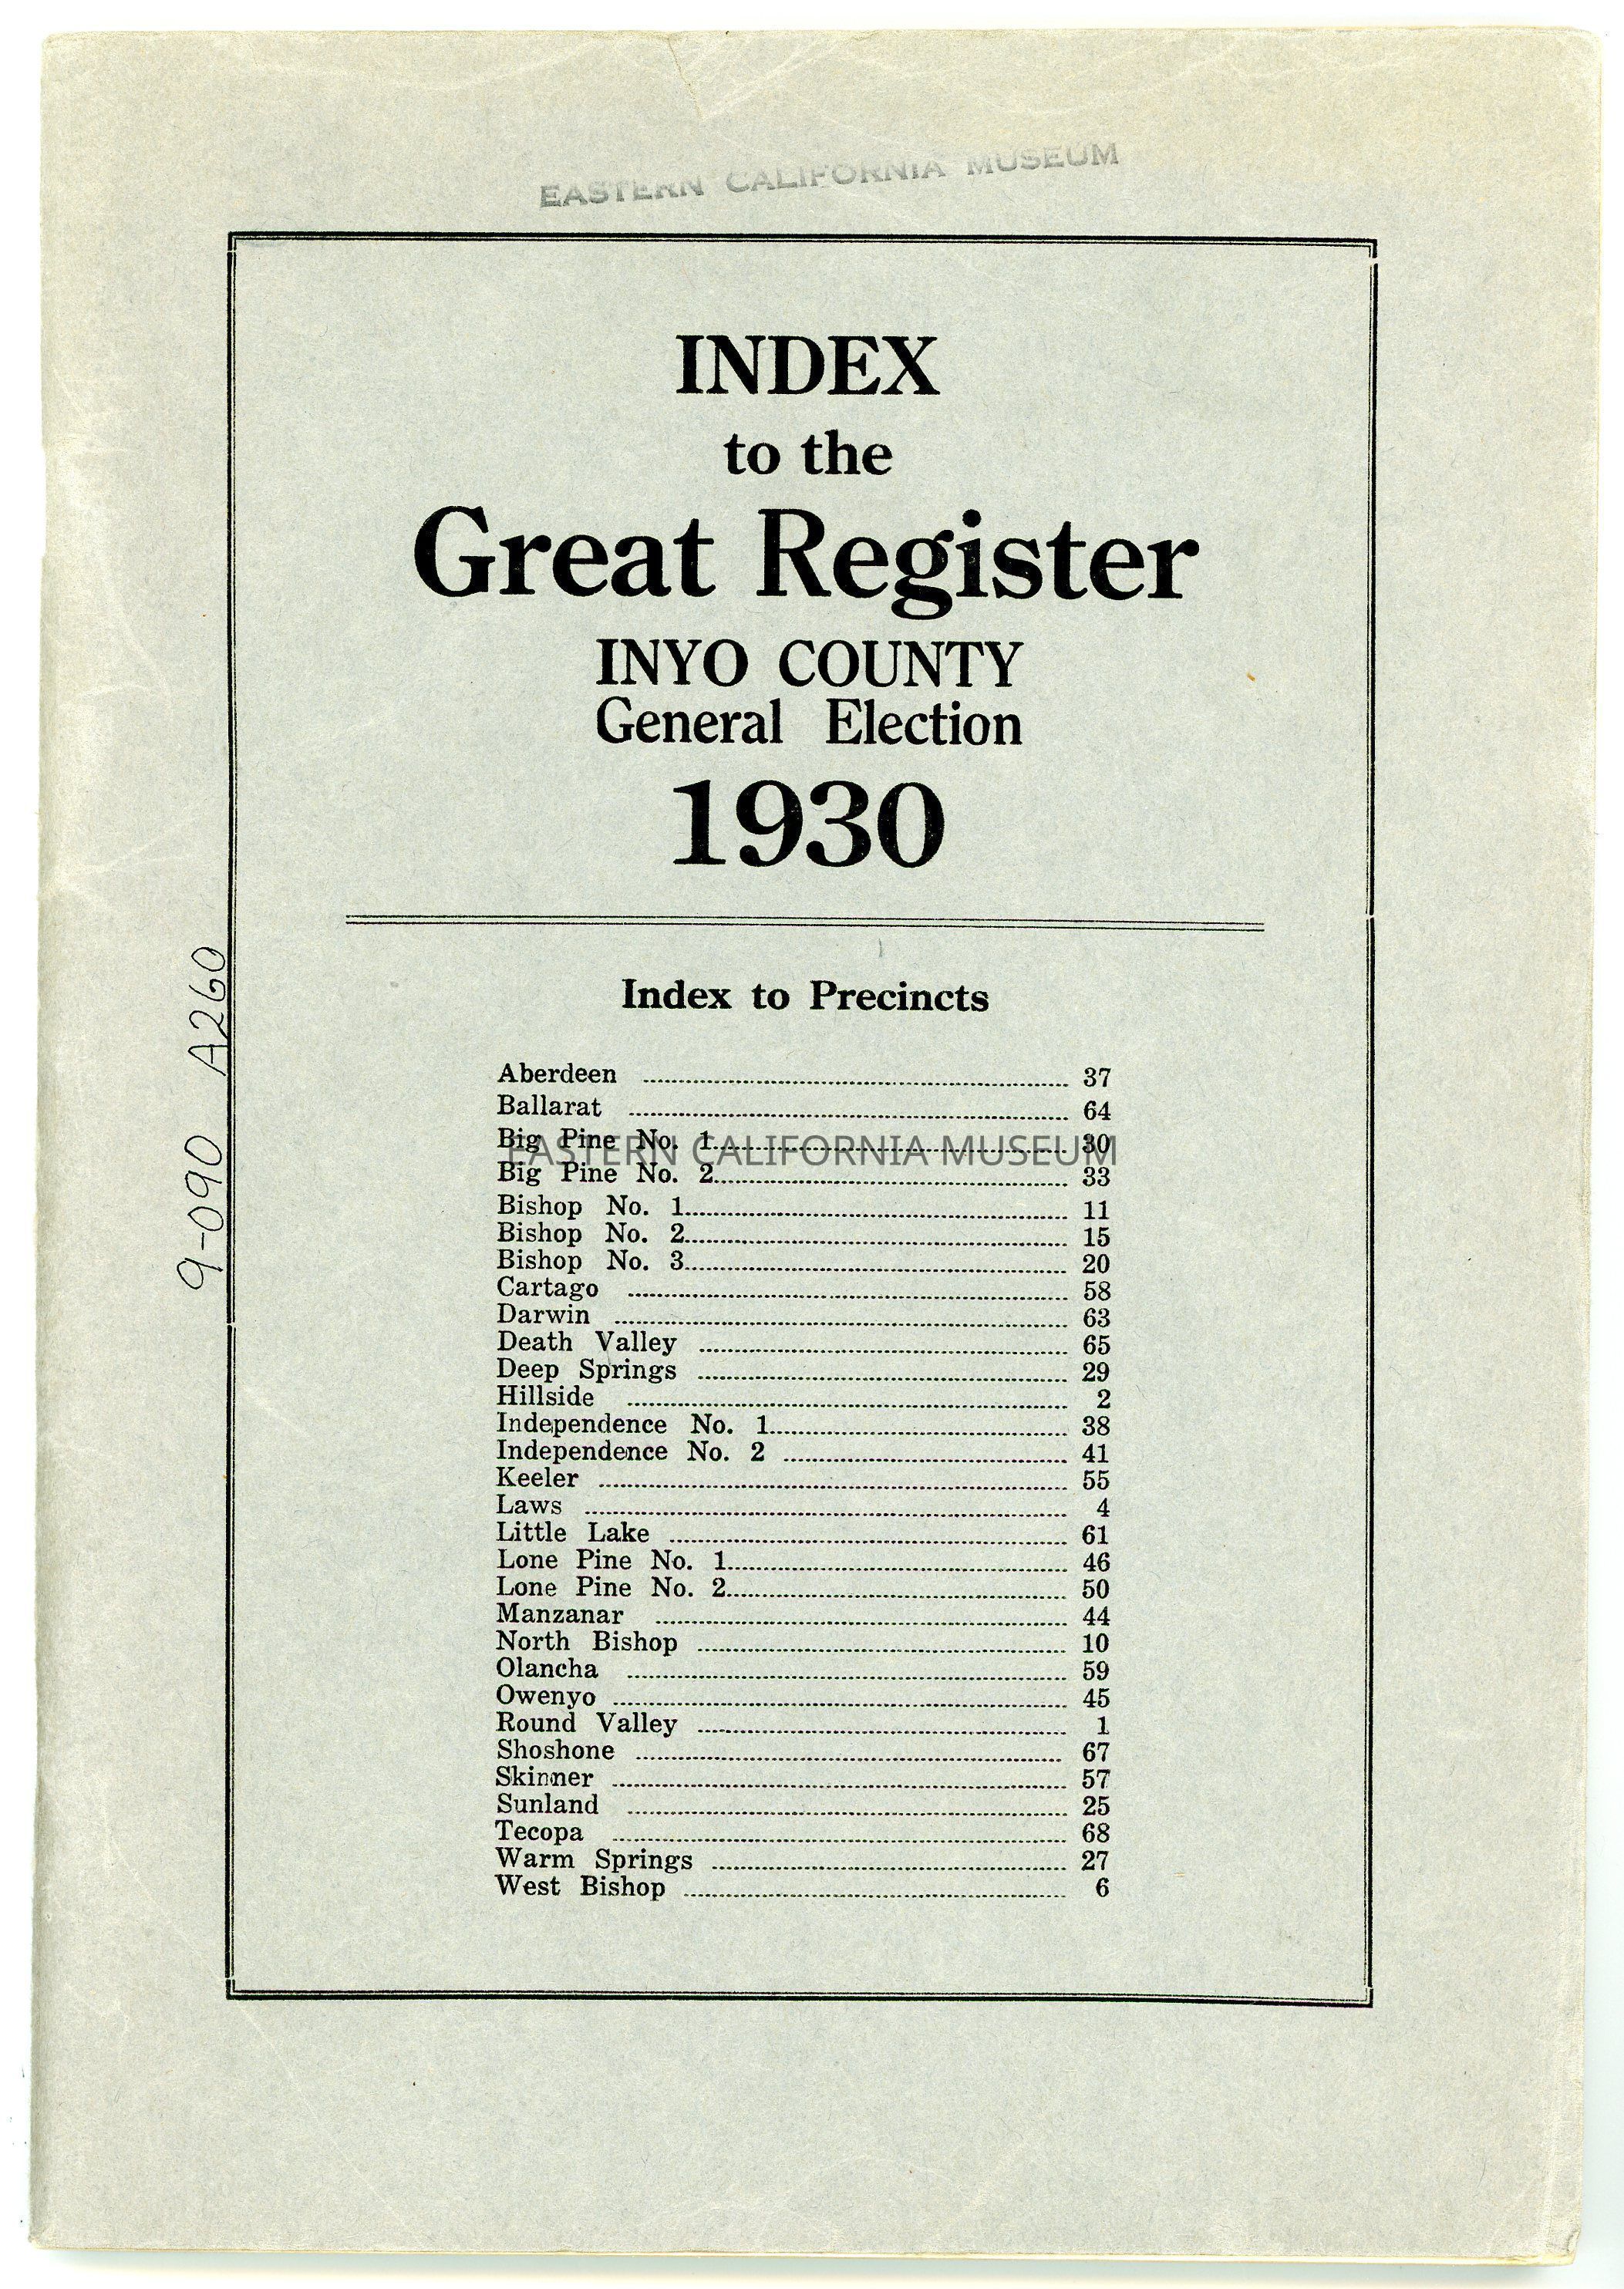 EASTERN CALIFORNIA MUSEUM
INDEX
to the
Great Register
INYO COUNTY
General Election
1930
Index to Precincts
Aberdeen ........ 37
Ballarat ........ 64
Big Pine No. 1........ 30
EASTERN CALIFORNIA MUSEUM
Big Pine No. 2........ 33
Bishop No. 1........ 11
Bishop No. 2........ 15
Bishop No. 3........ 20
Cartago ........ 58
Darwin ........ 63
Death Valley ........ 65
Deep Springs ........ 29
Hillside ........ 2
Independence No. 1........ 38
Independence No. 2 ........ 41
Keeler ........ 55
Laws ........ 4
Little Lake ........ 61
Lone Pine No. 1........ 46
Lone Pine No. 2........ 50
Manzanar ........ 44
North Bishop ........ 10
Olancha ........ 59
Owenyo ........ 45
Round Valley ........ 1
Shoshone ........ 67
Skinner ........ 57
Sunland ........ 25
Tecopa ........ 68
Warm Springs ........ 27
West Bishop ........ 6
9-090 A260